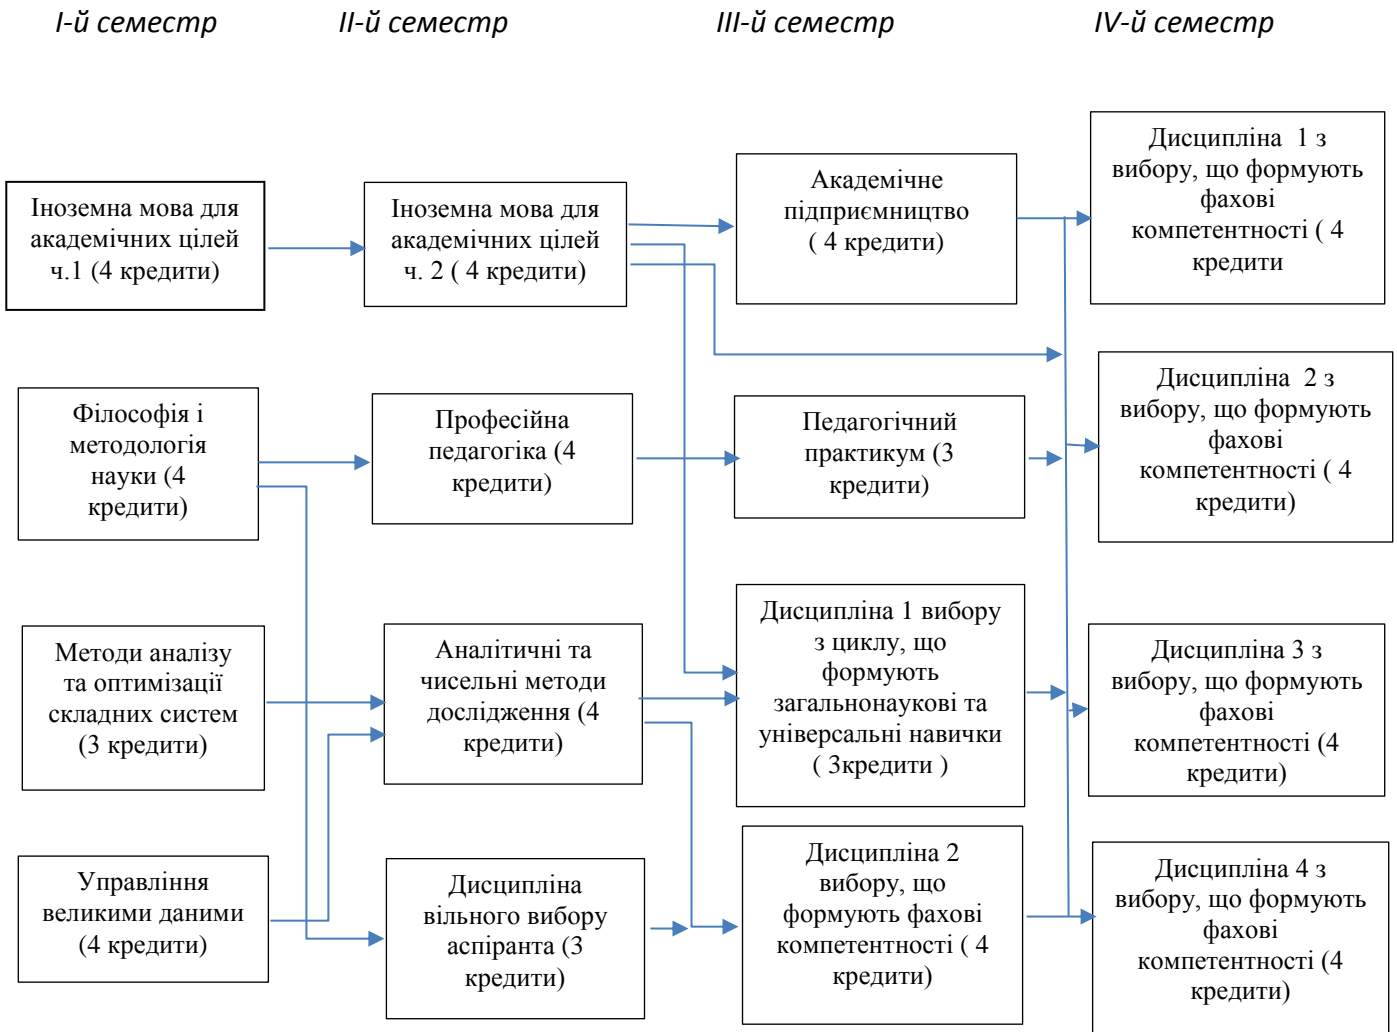 I-й семестр
II-й семестр
III-й семестр
IV-й семестр
Іноземна мова для
академічних цілей
ч.1 (4 кредити)
Іноземна мова для
академічних цілей
ч. 2 ( 4 кредити)
Академічне
підприємництво
( 4 кредити)
Дисципліна 1 з
вибору, що формують
фахові
компетентності ( 4
кредити
Філософія і
методологія
науки (4
кредити)
Професійна
педагогіка (4
кредити)
Педагогічний
практикум (3
кредити)
Дисципліна 2 з
вибору, що формують
фахові
компетентності ( 4
кредити)
Методи аналізу
та оптимізації
складних систем
(3 кредити)
Аналітичні та
чисельні методи
дослідження (4
кредити)
Дисципліна 1 вибору
з циклу, що
формують
загальнонаукові та
універсальні навички
( 3кредити )
Дисципліна 3 з
вибору, що формують
фахові
компетентності (4
кредити)
Управління
великими даними
(4 кредити)
Дисципліна
вільного вибору
аспіранта (3
кредити)
Дисципліна 2
вибору, що
формують фахові
компетентності ( 4
кредити)
Дисципліна 4 з
вибору, що формують
фахові
компетентності (4
кредити)